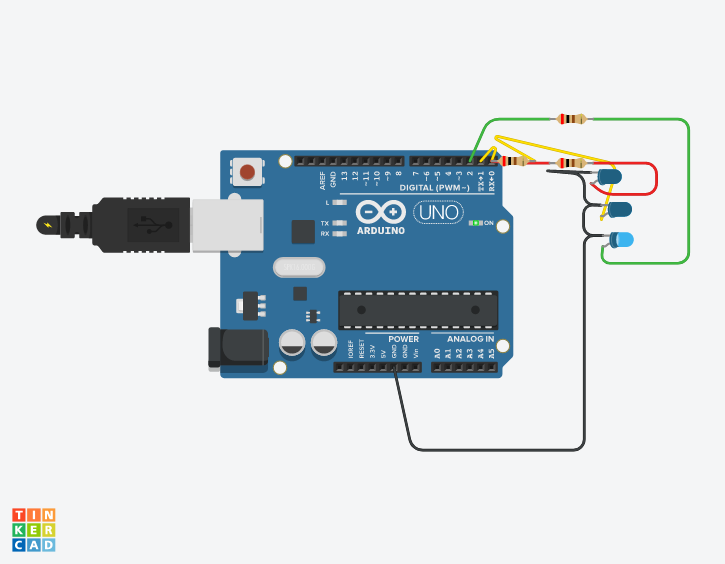 AREF
GND
13
12
~11
~10
~9
8
7
~6
~5
4
~3
2
TX→1
RX←0
DIGITAL (PWM~)
L
TX
RX
ARDUINO
UNO
ON
POWER
ANALOG IN
IOREF
RESET
3.3V
5V
GND
GND
Vin
A0
A1
A2
A3
A4
A5
TIN
KER
CAD